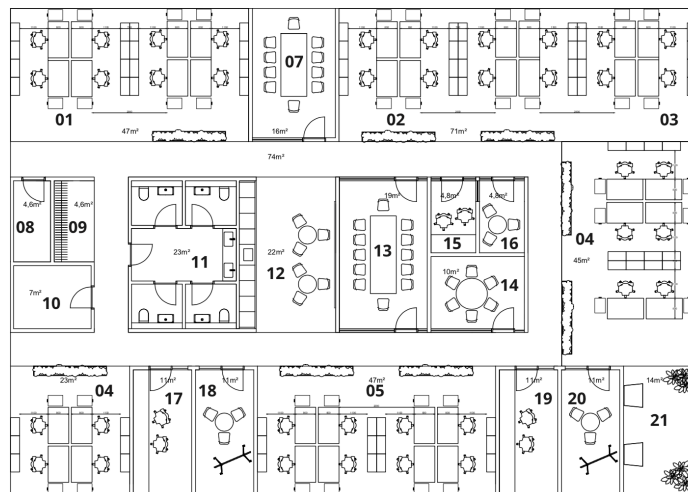 07
01
02
03
47m²
16m²
71m²
74m²
4,6m²
4,6m²
19m²
4,8m²
4,8m²
08
09
04
15
16
13
23m²
11
22m²
12
45m²
7m²
10
10m²
14
23m²
04
11m²
17
18
11m²
47m²
05
11m²
19
20
11m²
14m²
21